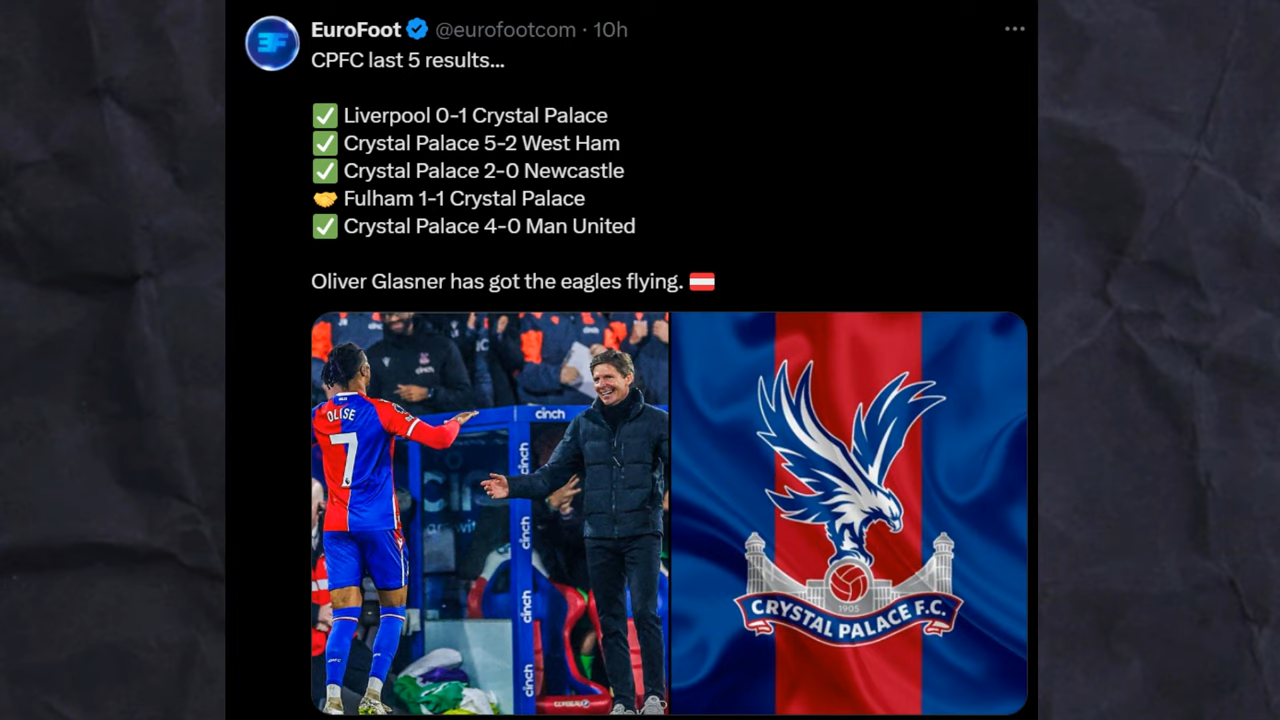 EuroFoot @eurofootcom · 10h
CPFC last 5 results...
✅ Liverpool 0-1 Crystal Palace
✅ Crystal Palace 5-2 West Ham
✅ Crystal Palace 2-0 Newcastle
🤝 Fulham 1-1 Crystal Palace
✅ Crystal Palace 4-0 Man United
Oliver Glasner has got the eagles flying. 🇦🇹
OLISE
7
cinch
cinch
cinch
cinch
cinch
cinch
1905
CRYSTAL PALACE F.C.